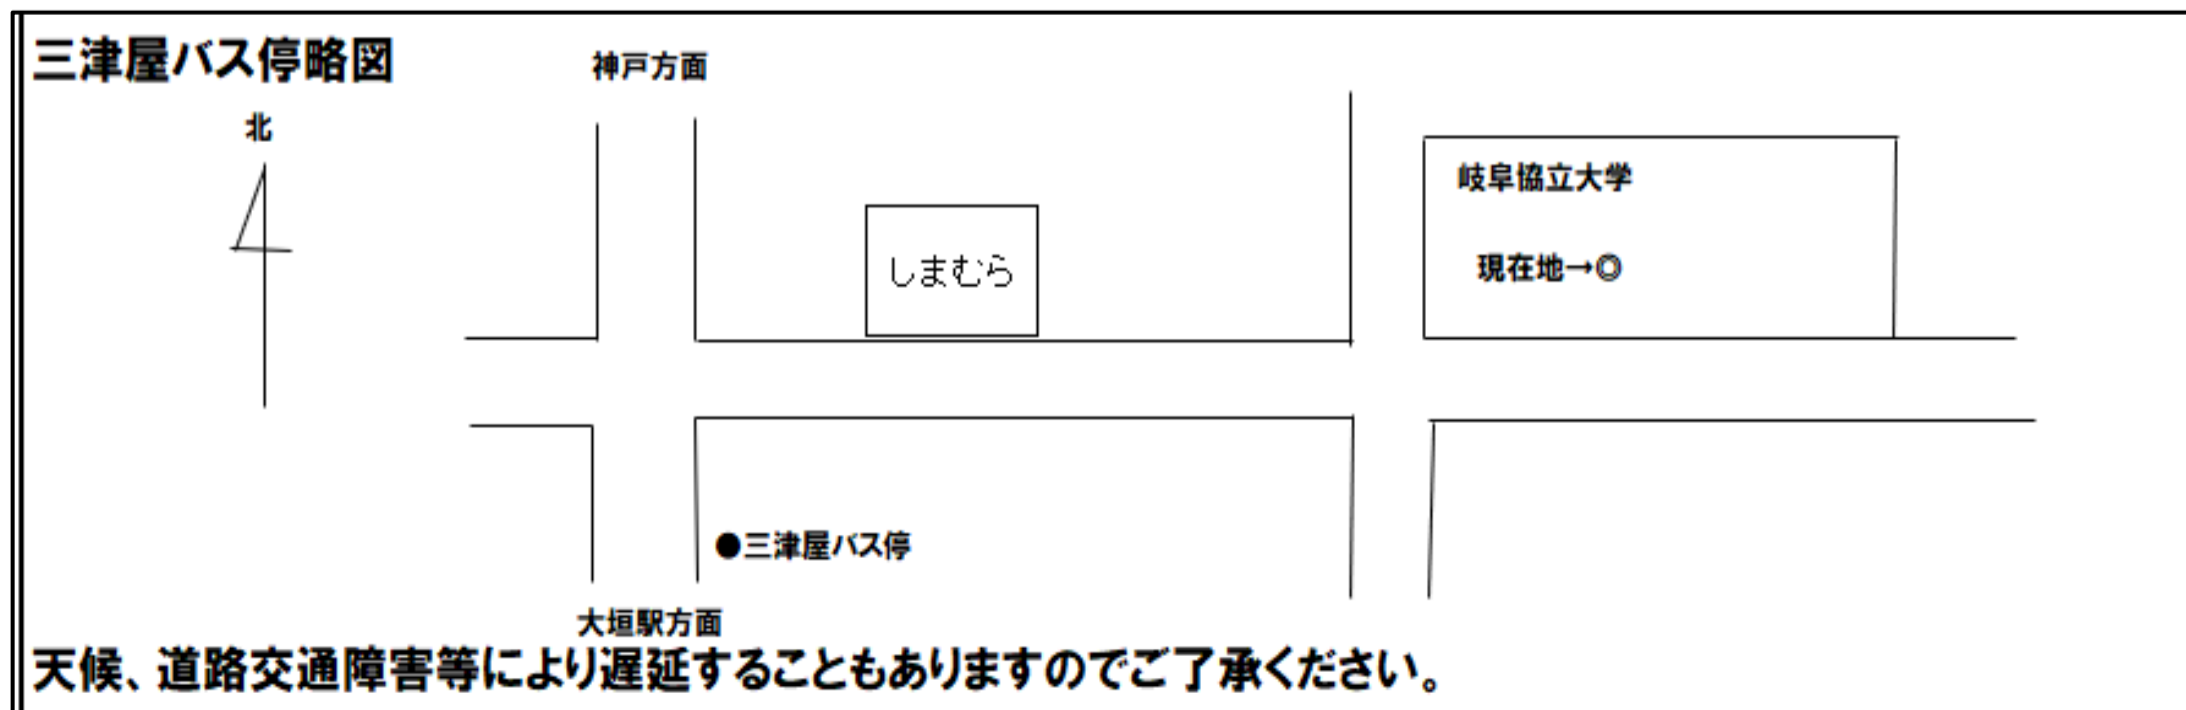 三津屋バス停略図
神戸方面
北
岐阜協立大学
しまむら
現在地→◎
●三津屋バス停
大垣駅方面
天候、道路交通障害等により遅延することもありますのでご了承ください。